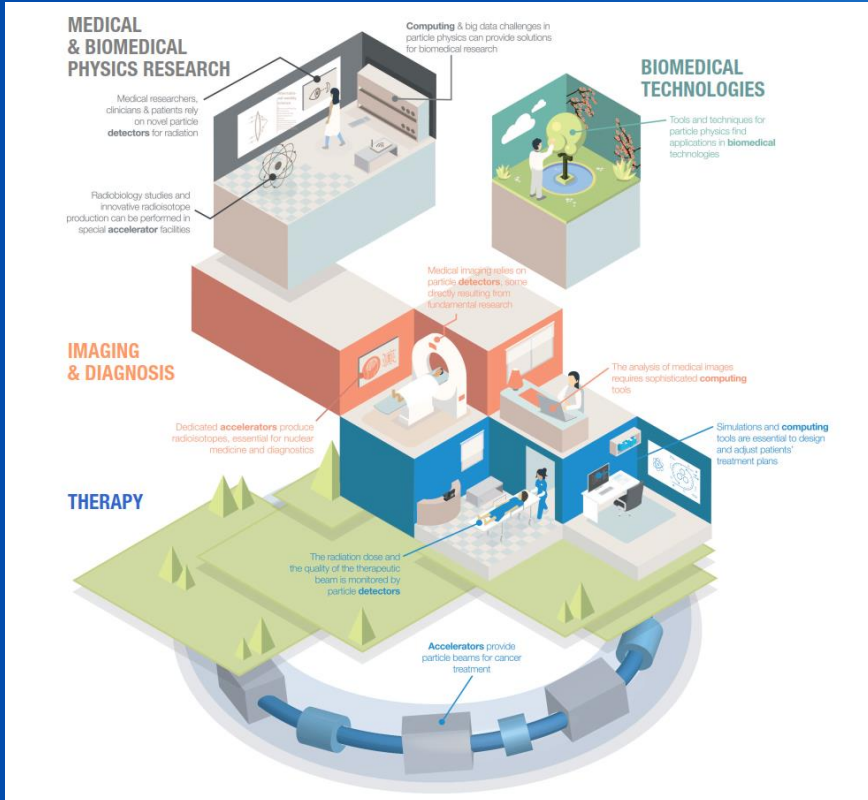 MEDICAL
& BIOMEDICAL
PHYSICS RESEARCH
Computing & big data challenges in
particle physics can provide solutions
for biomedical research
Medical researchers,
clinicians & patients rely
on novel particle
detectors for radiation
Radiobiology studies and
innovative radioisotope
production can be performed in
special accelerator facilities
BIOMEDICAL
TECHNOLOGIES
Tools and techniques for
particle physics find
applications in biomedical
technologies
IMAGING
& DIAGNOSIS
Medical imaging relies on
particle detectors, some
directly resulting from
fundamental research
The analysis of medical images
requires sophisticated computing
tools
Dedicated accelerators produce
radioisotopes, essential for nuclear
medicine and diagnostics
THERAPY
Simulations and computing
tools are essential to design
and adjust patients'
treatment plans
The radiation dose and
the quality of the therapeutic
beam is monitored by
particle detectors
Accelerators provide
particle beams for cancer
treatment